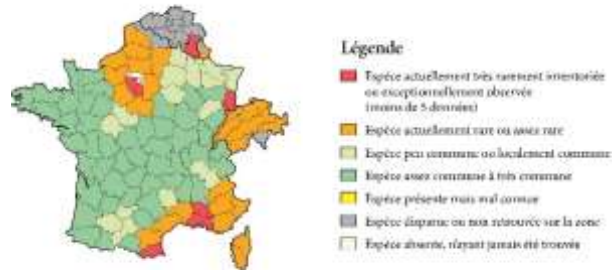 Légende
Espèce actuellement très rarement inventoriée
ou exceptionnellement observée
(moins de 5 données)
Espèce actuellement rare ou assez rare
Espèce peu commune ou localement commune
Espèce assez commune à très commune
Espèce présente mais mal connue
Espèce disparue ou non retrouvée sur la zone
Espèce absente, n'ayant jamais été trouvée